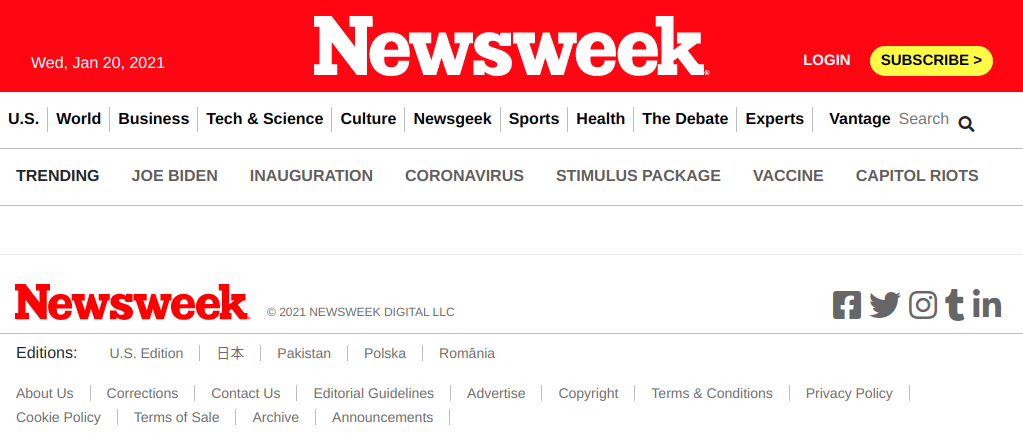 Newsweek
Wed, Jan 20, 2021
LOGIN SUBSCRIBE >
U.S. World Business Tech & Science Culture Newsgeek Sports Health The Debate Experts Vantage Search
TRENDING JOE BIDEN INAUGURATION CORONAVIRUS STIMULUS PACKAGE VACCINE CAPITOL RIOTS
Newsweek © 2021 NEWSWEEK DIGITAL LLC
Editions: U.S. Edition 日本 Pakistan Polska România
About Us Corrections Contact Us Editorial Guidelines Advertise Copyright Terms & Conditions Privacy Policy
Cookie Policy Terms of Sale Archive Announcements